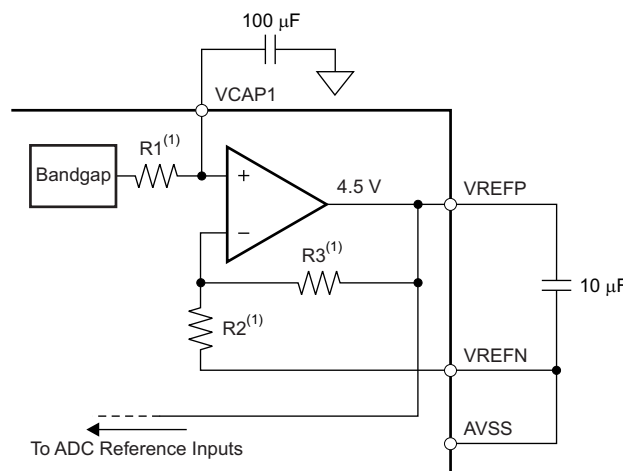 100 μF
VCAP1
R1(1)
Bandgap
+
4.5 V
VREFP
−
R3(1)
10 μF
R2(1)
VREFN
AVSS
To ADC Reference Inputs